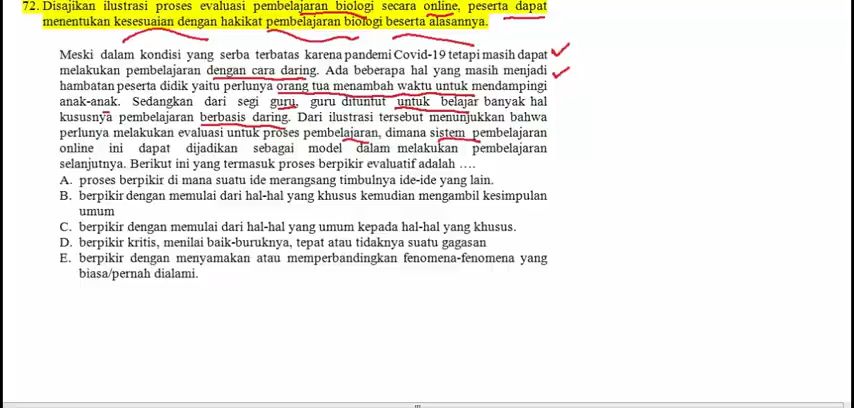 72. Disajikan ilustrasi proses evaluasi pembelajaran biologi secara online, peserta dapat
menentukan kesesuaian dengan hakikat pembelajaran biologi beserta alasannya.
Meski dalam kondisi yang serba terbatas karena pandemi Covid-19 tetapi masih dapat
melakukan pembelajaran dengan cara daring. Ada beberapa hal yang masih menjadi
hambatan peserta didik yaitu perlunya orang tua menambah waktu untuk mendampingi
anak-anak. Sedangkan dari segi guru, guru dituntut untuk belajar banyak hal
kususnya pembelajaran berbasis daring. Dari ilustrasi tersebut menunjukkan bahwa
perlunya melakukan evaluasi untuk proses pembelajaran, dimana sistem pembelajaran
online ini dapat dijadikan sebagai model dalam melakukan pembelajaran
selanjutnya. Berikut ini yang termasuk proses berpikir evaluatif adalah ….
A. proses berpikir di mana suatu ide merangsang timbulnya ide-ide yang lain.
B. berpikir dengan memulai dari hal-hal yang khusus kemudian mengambil kesimpulan
umum
C. berpikir dengan memulai dari hal-hal yang umum kepada hal-hal yang khusus.
D. berpikir kritis, menilai baik-buruknya, tepat atau tidaknya suatu gagasan
E. berpikir dengan menyamakan atau memperbandingkan fenomena-fenomena yang
biasa/pernah dialami.